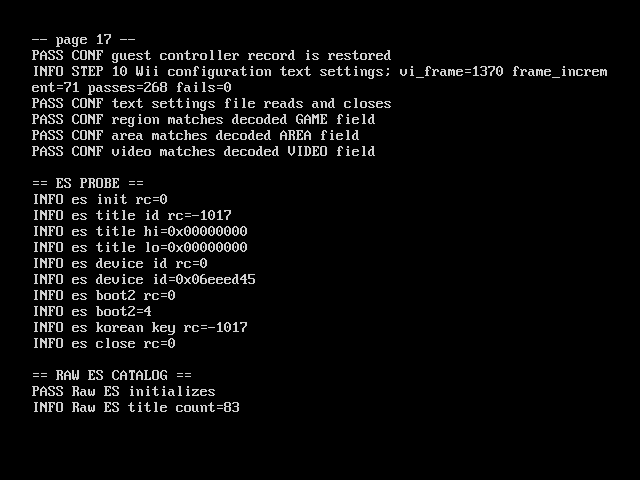 -- page 17 --
PASS CONF guest controller record is restored
INFO STEP 10 Wii configuration text settings; vi_frame=1370 frame_increm
ent=71 passes=268 fails=0
PASS CONF text settings file reads and closes
PASS CONF region matches decoded GAME field
PASS CONF area matches decoded AREA field
PASS CONF video matches decoded VIDEO field
== ES PROBE ==
INFO es init rc=0
INFO es title id rc=-1017
INFO es title hi=0x00000000
INFO es title lo=0x00000000
INFO es device id rc=0
INFO es device id=0x06eeed45
INFO es boot2 rc=0
INFO es boot2=4
INFO es korean key rc=-1017
INFO es close rc=0
== RAW ES CATALOG ==
PASS Raw ES initializes
INFO Raw ES title count=83